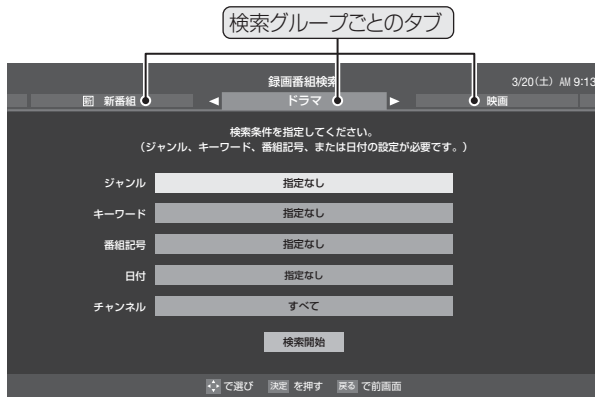 検索グループごとのタブ
録画番組検索
3/20(土) AM 9:13
新 新番組
ドラマ
映画
検索条件を指定してください。
(ジャンル、キーワード、番組記号、または日付の設定が必要です。)
ジャンル 指定なし
キーワード 指定なし
番組記号 指定なし
日付 指定なし
チャンネル すべて
検索開始
で選び 決定 を押す 戻る で前画面